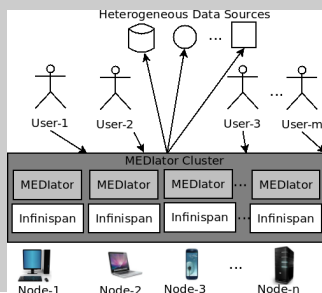 Heterogeneous Data Sources
...
User-1 User-2 User-3 ... User-m
MEDIator Cluster
MEDIator MEDIator MEDIator ... MEDIator
Infinispan Infinispan Infinispan ... Infinispan
...
Node-1 Node-2 Node-3 Node-n